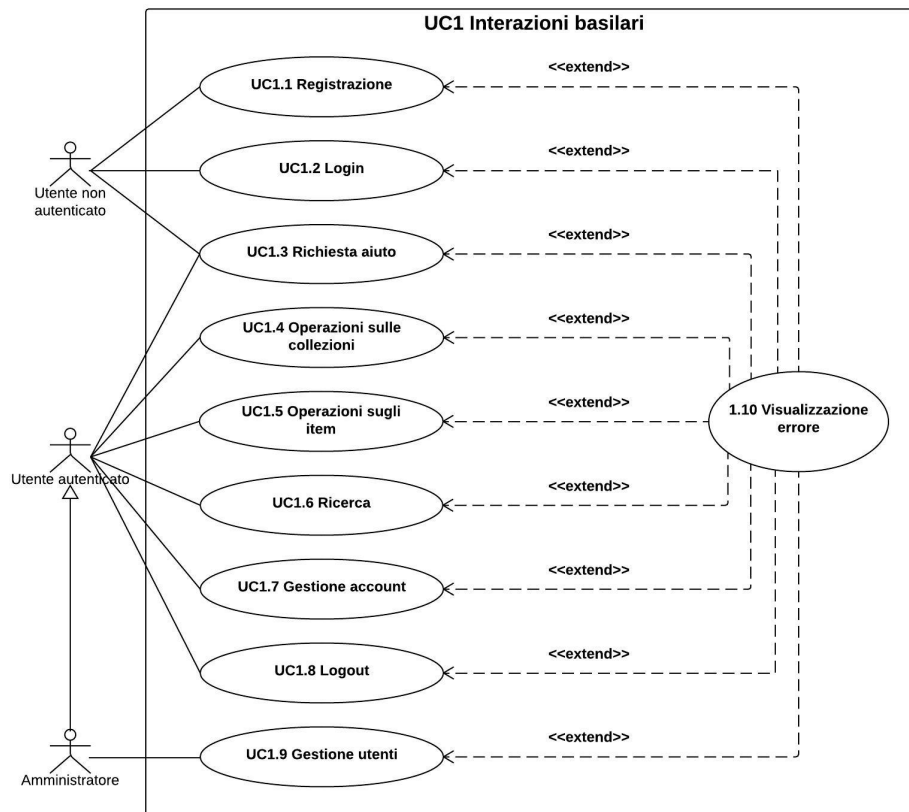 UC1 Interazioni basilari
<<extend>>
UC1.1 Registrazione
<<extend>>
UC1.2 Login
Utente non
autenticato
<<extend>>
UC1.3 Richiesta aiuto
<<extend>>
UC1.4 Operazioni sulle
collezioni
<<extend>>
UC1.5 Operazioni sugli
item
1.10 Visualizzazione
errore
Utente autenticato
<<extend>>
UC1.6 Ricerca
<<extend>>
UC1.7 Gestione account
<<extend>>
UC1.8 Logout
<<extend>>
UC1.9 Gestione utenti
Amministratore